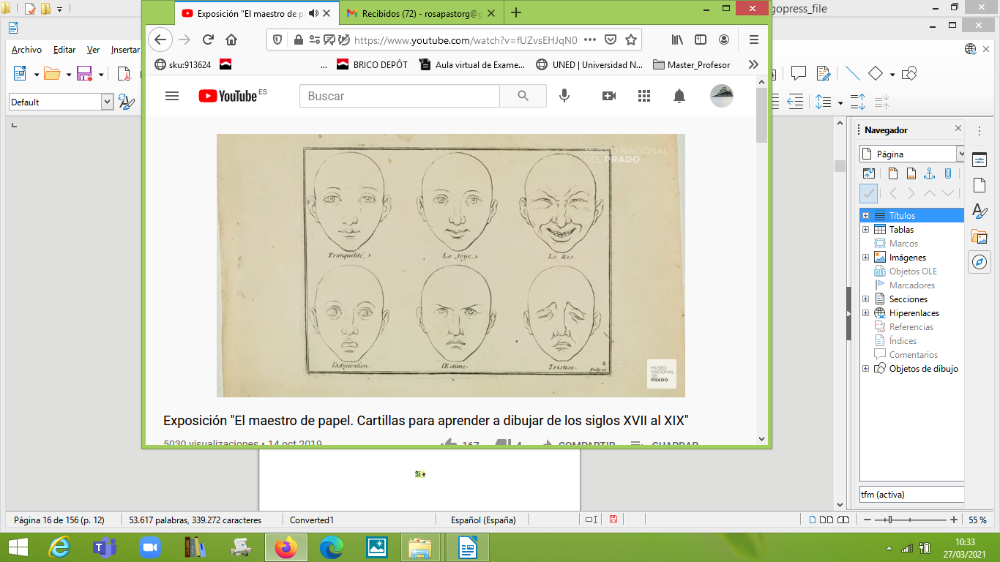 gopress_file
Exposición "El maestro de pa
Recibidos (72) - rosapastorg@g
https://www.youtube.com/watch?v=fUZvsEHJqN0
sku:913624
...
BRICO DEPÔT
Aula virtual de Exame...
UNED | Universidad N...
Master_Profesor
Archivo
Editar
Ver
Insertar
Default
YouTube ES
Buscar
MUSEO NACIONAL
DEL PRADO
Tranquilité
La Joye
Le Ris.
l'Admiration
l'Estime
Tristese
2
MUSEO
NACIONAL
DEL
PRADO
Exposición "El maestro de papel. Cartillas para aprender a dibujar de los siglos XVII al XIX"
5030 visualizaciones • 14 oct 2019
167
4
COMPARTIR
GUARDAR
Sie
Navegador
Página
Títulos
Tablas
Marcos
Imágenes
Objetos OLE
Marcadores
Secciones
Hiperenlaces
Referencias
Índices
Comentarios
Objetos de dibujo
tfm (activa)
Página 16 de 156 (p. 12)
53.617 palabras, 339.272 caracteres
Converted1
Español (España)
55 %
10:33
27/03/2021